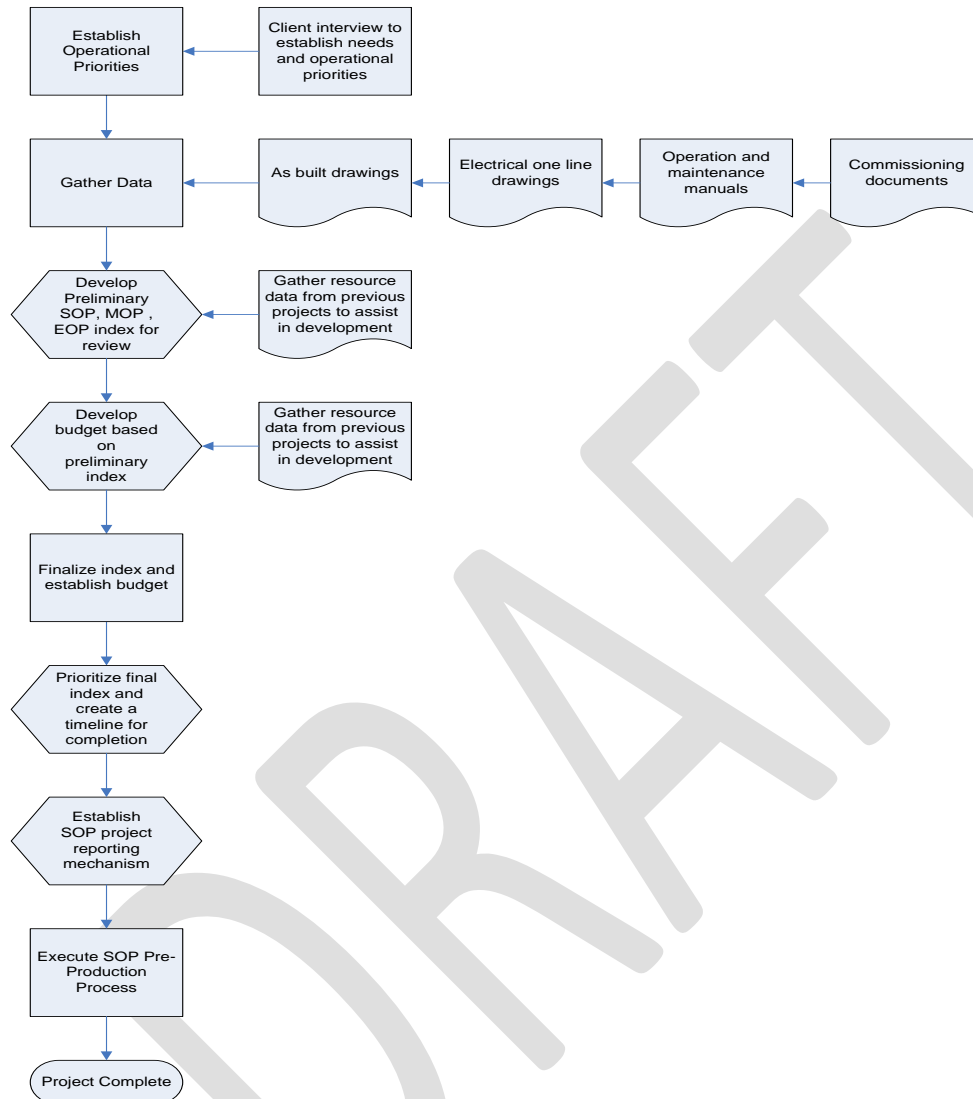 Establish
Operational
Priorities
Client interview to
establish needs
and operational
priorities
Gather Data
As built drawings
Electrical one line
drawings
Operation and
maintenance
manuals
Commissioning
documents
Develop
Preliminary
SOP, MOP ,
EOP index for
review
Gather resource
data from previous
projects to assist
in development
Develop
budget based
on
preliminary
index
Gather resource
data from previous
projects to assist
in development
Finalize index and
establish budget
Prioritize final
index and
create a
timeline for
completion
Establish
SOP project
reporting
mechanism
Execute SOP Pre-
Production
Process
Project Complete
DRAFT